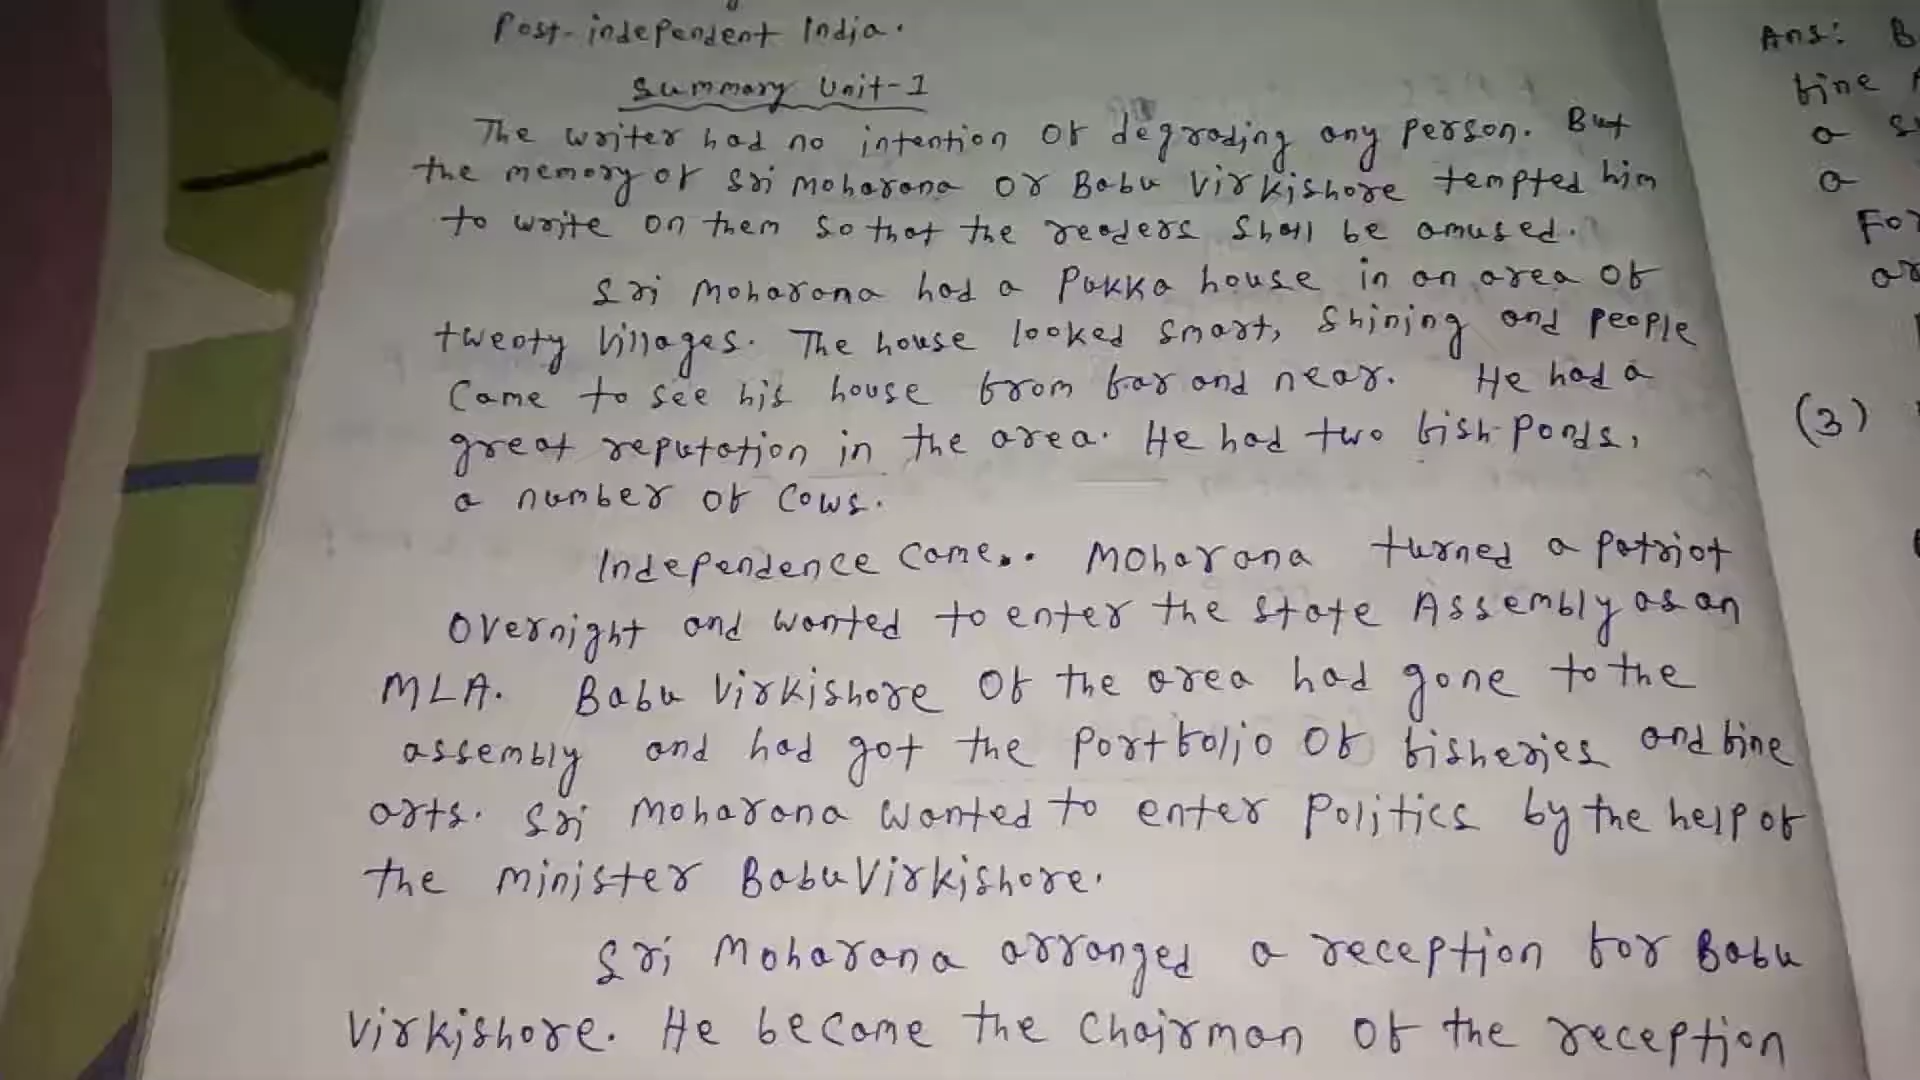 Post-independent India.
Summary Unit-1
The writer had no intention of degrading any person. But
the memory of Sri Moharana or Babu Virkishore tempted him
to write on them so that the readers shall be amused.
Sri Moharana had a Pukka house in an area of
twenty villages. The house looked smart, shining and people
came to see his house from far and near. He had a
great reputation in the area. He had two fish-ponds,
a number of cows.
Independence came.. Moharana turned a patriot
overnight and wanted to enter the state Assembly as an
MLA. Babu Virkishore of the area had gone to the
assembly and had got the portfolio of fisheries and fine
arts. Sri Moharana wanted to enter politics by the help of
the minister Babu Virkishore.
Sri Moharana arranged a reception for Babu
Virkishore. He became the chairman of the reception
Ans: B
fine
a
a
For
(3)